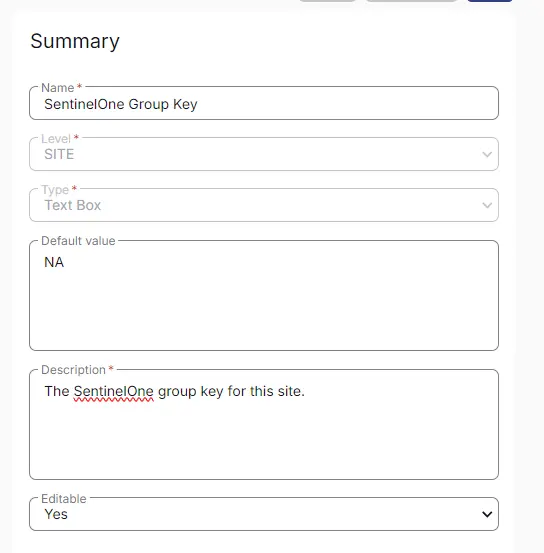 Summary
Name *
SentinelOne Group Key
Level *
SITE
Type *
Text Box
Default value
NA
Description *
The SentinelOne group key for this site.
Editable
Yes